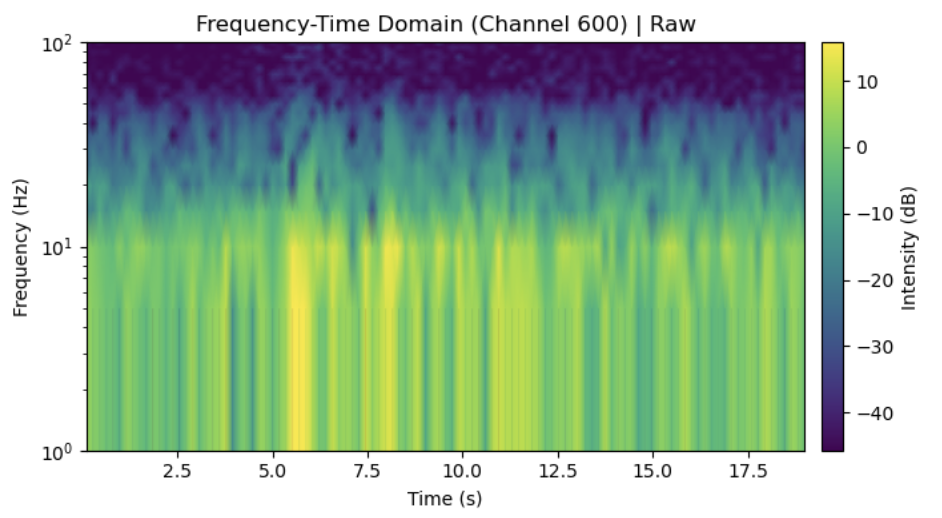 Frequency-Time Domain (Channel 600) | Raw
10²
10¹
10⁰
Frequency (Hz)
2.5 5.0 7.5 10.0 12.5 15.0 17.5
Time (s)
10
0
−10
−20
−30
−40
Intensity (dB)